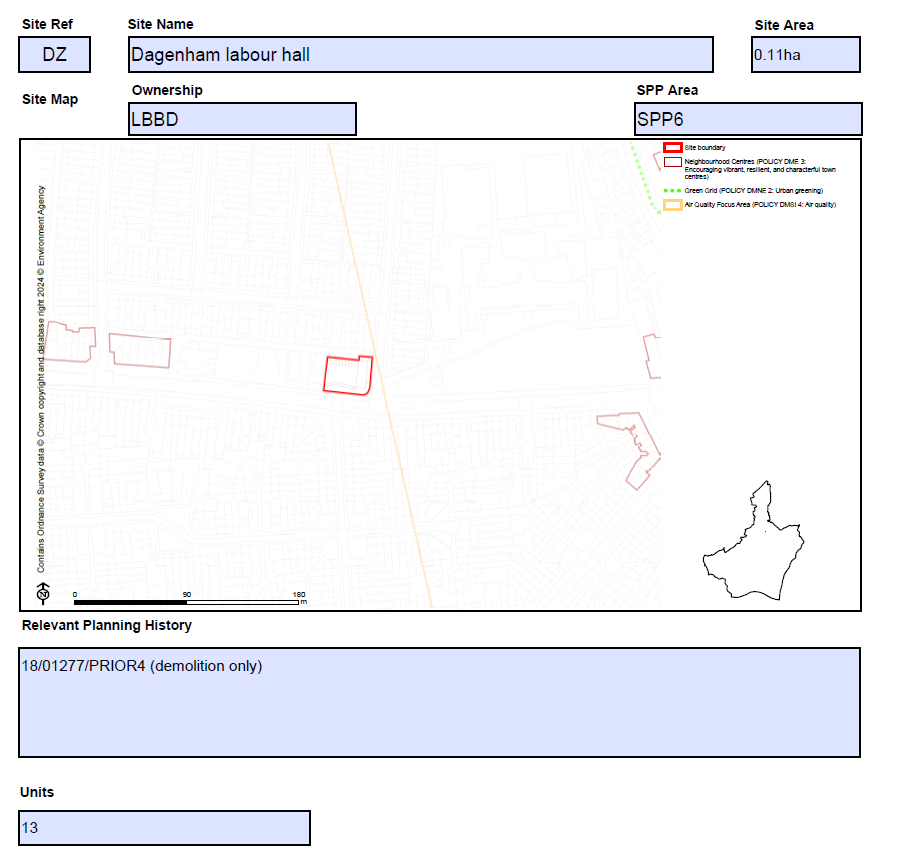 Site Ref
Site Name
Site Area
DZ
Dagenham labour hall
0.11ha
Ownership
SPP Area
Site Map
LBBD
SPP6
Site boundary
Neighbourhood Centres (POLICY DME 3:
Encouraging vibrant, resilient, and characterful town
centres)
Green Grid (POLICY DMNE 2: Urban greening)
Air Quality Focus Area (POLICY DMSI 4: Air quality)
Contains Ordnance Survey data © Crown copyright and database right 2024 © Environment Agency
N
0 90 180
m
Relevant Planning History
18/01277/PRIOR4 (demolition only)
Units
13